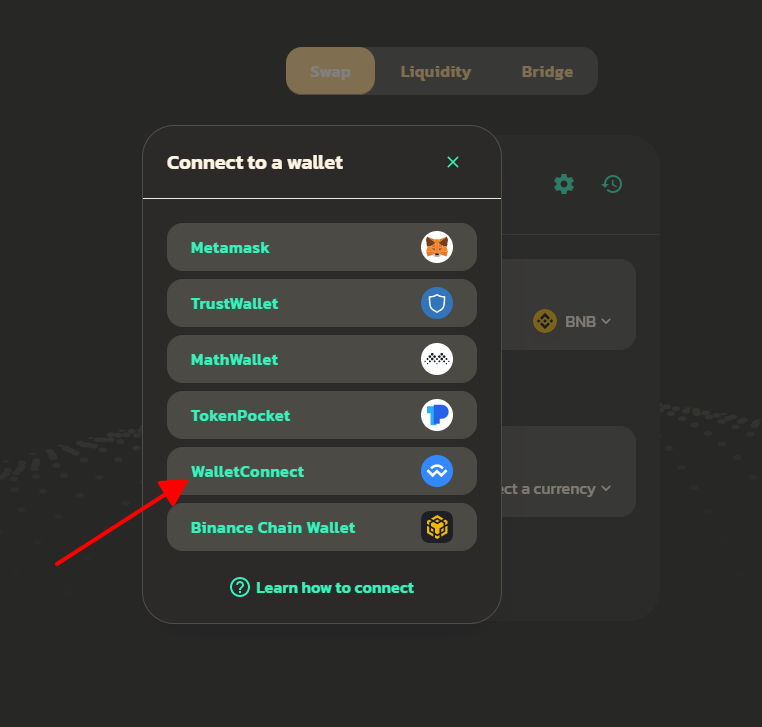 Swap Liquidity Bridge
Connect to a wallet
Metamask
TrustWallet
BNB
MathWallet
TokenPocket
WalletConnect
ct a currency
Binance Chain Wallet
Learn how to connect